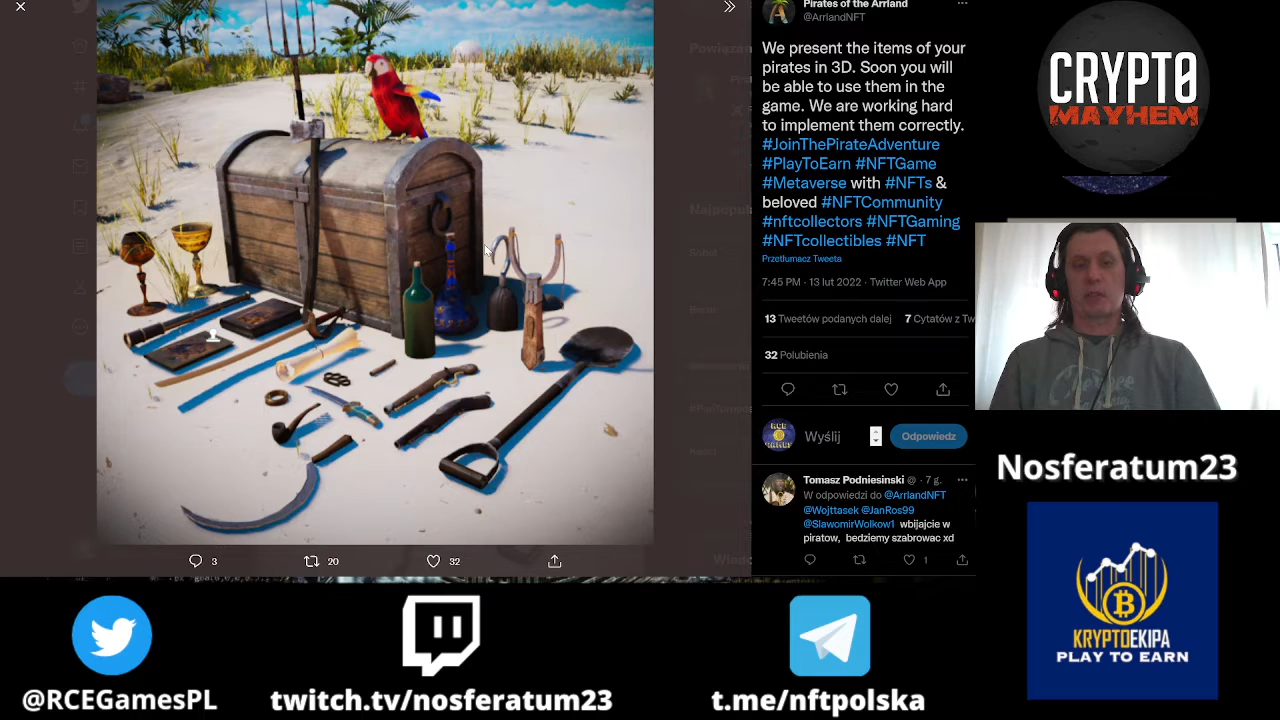 Pirates of the Arrland
@ArrlandNFT
We present the items of your
pirates in 3D. Soon you will
be able to use them in the
game. We are working hard
to implement them correctly.
#JoinThePirateAdventure
#PlayToEarn #NFTGame
#Metaverse with #NFTs &
beloved #NFTCommunity
#nftcollectors #NFTGaming
#NFTcollectibles #NFT
Przetłumacz Tweeta
7:45 PM · 13 lut 2022 · Twitter Web App
13 Tweetów podanych dalej 7 Cytatów z Tw
32 Polubienia
Wyślij
Odpowiedz
Tomasz Podniesinski @ · 7 g.
W odpowiedzi do @ArrlandNFT
@Wojttasek @JanRos99
@SlawomirWolkow1 wbijajcie w
piratow, bedziemy szabrowac xd
1
3 20 32
CRYPTO
MAYHEM
Nosferatum23
KRYPTOEKIPA
PLAY TO EARN
@RCEGamesPL
twitch.tv/nosferatum23
t.me/nftpolska